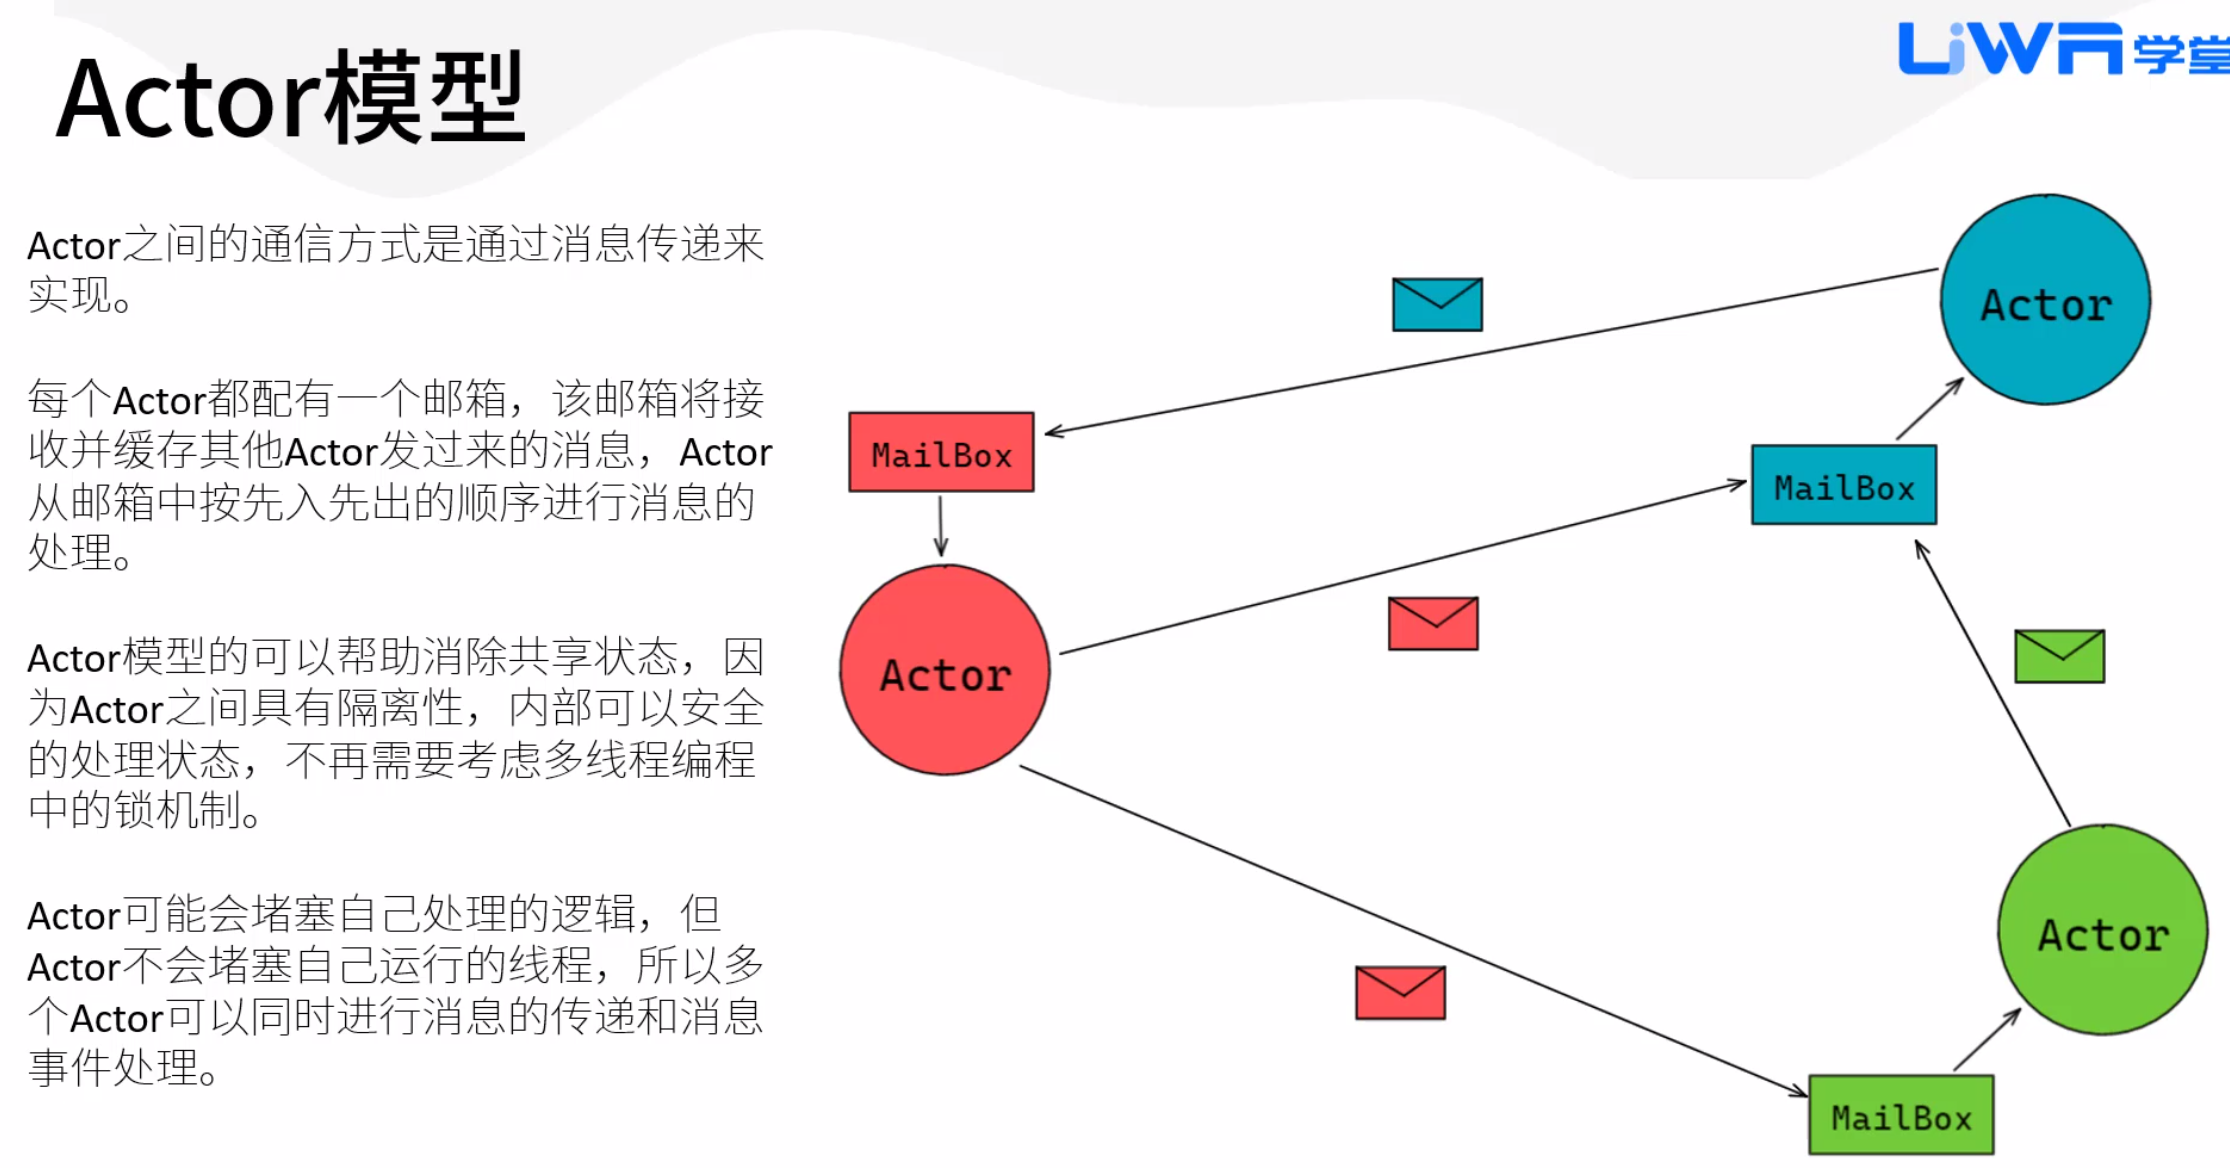 Actor模型
LiWA学堂
Actor之间的通信方式是通过消息传递来
实现。
每个Actor都配有一个邮箱，该邮箱将接
收并缓存其他Actor发过来的消息，Actor
从邮箱中按先入先出的顺序进行消息的
处理。
Actor模型的可以帮助消除共享状态，因
为Actor之间具有隔离性，内部可以安全
的处理状态，不再需要考虑多线程编程
中的锁机制。
Actor可能会堵塞自己处理的逻辑，但
Actor不会堵塞自己运行的线程，所以多
个Actor可以同时进行消息的传递和消息
事件处理。
Actor
MailBox
MailBox
Actor
Actor
MailBox